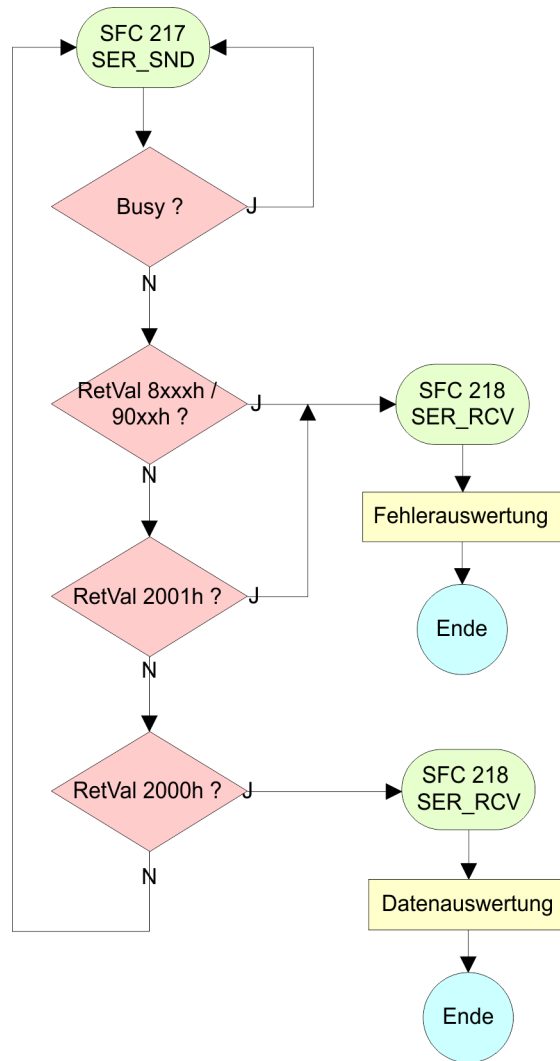 SFC 217
SER_SND
Busy ?
J
N
RetVal 8xxxh /
90xxh ?
J
SFC 218
SER_RCV
N
Fehlerauswertung
RetVal 2001h ?
J
Ende
N
RetVal 2000h ?
J
SFC 218
SER_RCV
N
Datenauswertung
Ende